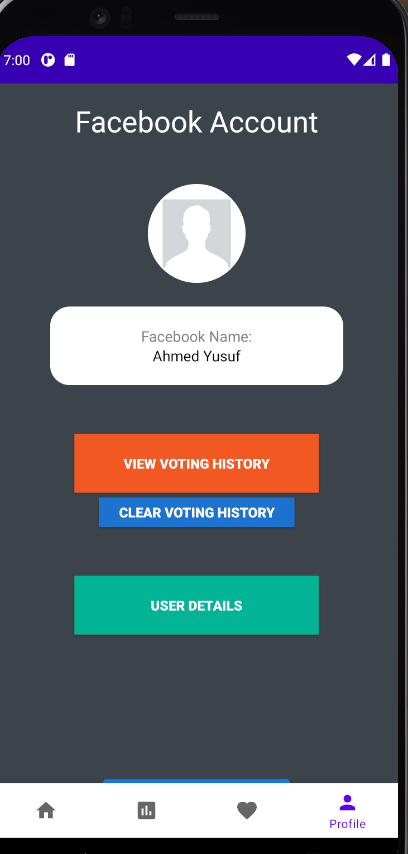 7:00
Facebook Account
Facebook Name:
Ahmed Yusuf
VIEW VOTING HISTORY
CLEAR VOTING HISTORY
USER DETAILS
Profile